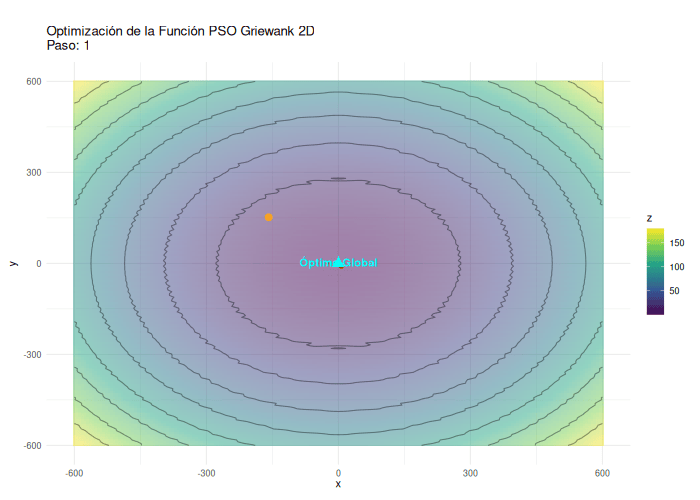 Optimización de la Función PSO Griewank 2D
Paso: 1
600
300
0
-300
-600
y
Óptimo Global
-600
-300
0
300
600
x
z
150
100
50